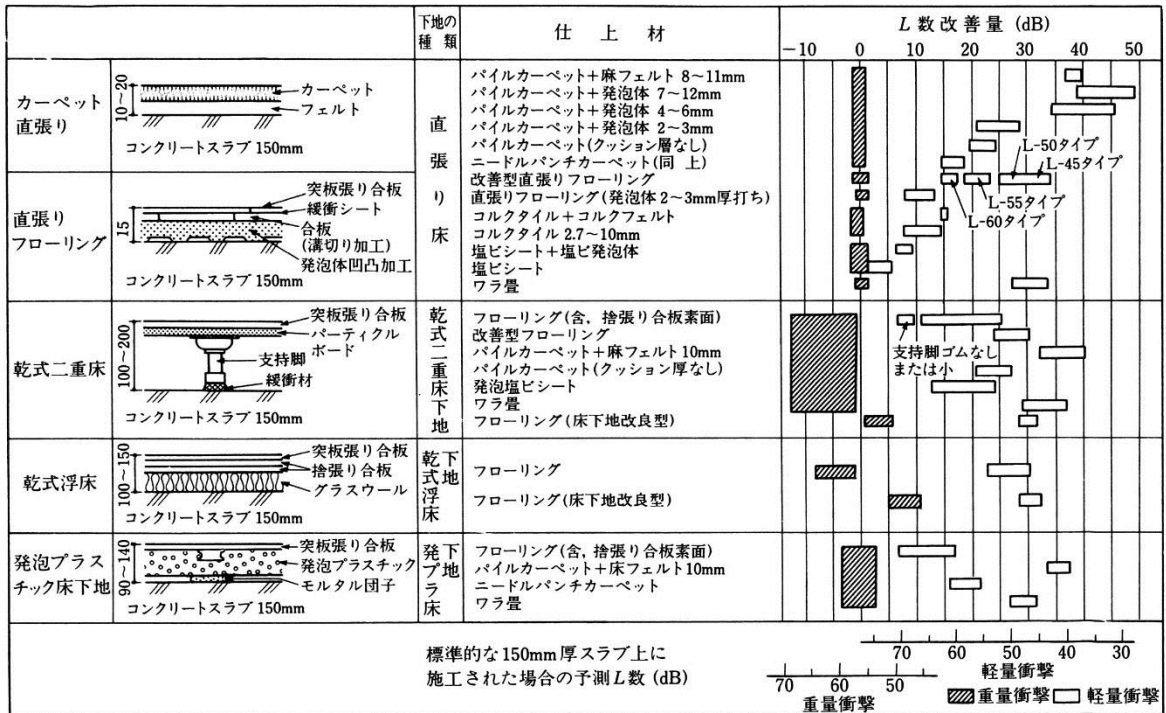 下地の種類
仕上材
L数改善量 (dB)
−10 0 10 20 30 40 50
カーペット直張り
10~20
カーペット
フェルト
コンクリートスラブ 150mm
直張りフローリング
15
突板張り合板
緩衝シート
合板
(溝切り加工)
発泡体凹凸加工
コンクリートスラブ 150mm
直張り床
パイルカーペット+麻フェルト 8~11mm
パイルカーペット+発泡体 7~12mm
パイルカーペット+発泡体 4~6mm
パイルカーペット+発泡体 2~3mm
パイルカーペット(クッション層なし)
ニードルパンチカーペット(同 上)
改善型直張りフローリング
直張りフローリング(発泡体 2~3mm厚打ち)
コルクタイル+コルクフェルト
コルクタイル 2.7~10mm
塩ビシート+塩ビ発泡体
塩ビシート
ワラ畳
L-50タイプ
L-45タイプ
L-55タイプ
L-60タイプ
乾式二重床
100~200
突板張り合板
パーティクル
ボード
支持脚
緩衝材
コンクリートスラブ 150mm
乾式二重床下地
フローリング(含, 捨張り合板素面)
改善型フローリング
パイルカーペット+麻フェルト10mm
パイルカーペット(クッション厚なし)
発泡塩ビシート
ワラ畳
フローリング(床下地改良型)
支持脚ゴムなし
または小
乾式浮床
100~150
突板張り合板
捨張り合板
グラスウール
コンクリートスラブ 150mm
乾式浮床下地
フローリング
フローリング(床下地改良型)
発泡プラスチック床下地
90~140
突板張り合板
発泡プラスチック
モルタル団子
コンクリートスラブ 150mm
発プラ床下地
フローリング(含, 捨張り合板素面)
パイルカーペット+床フェルト10mm
ニードルパンチカーペット
ワラ畳
標準的な150mm厚スラブ上に
施工された場合の予測L数 (dB)
70 60 50 40 30
軽量衝撃
70 60 50
重量衝撃
重量衝撃 軽量衝撃